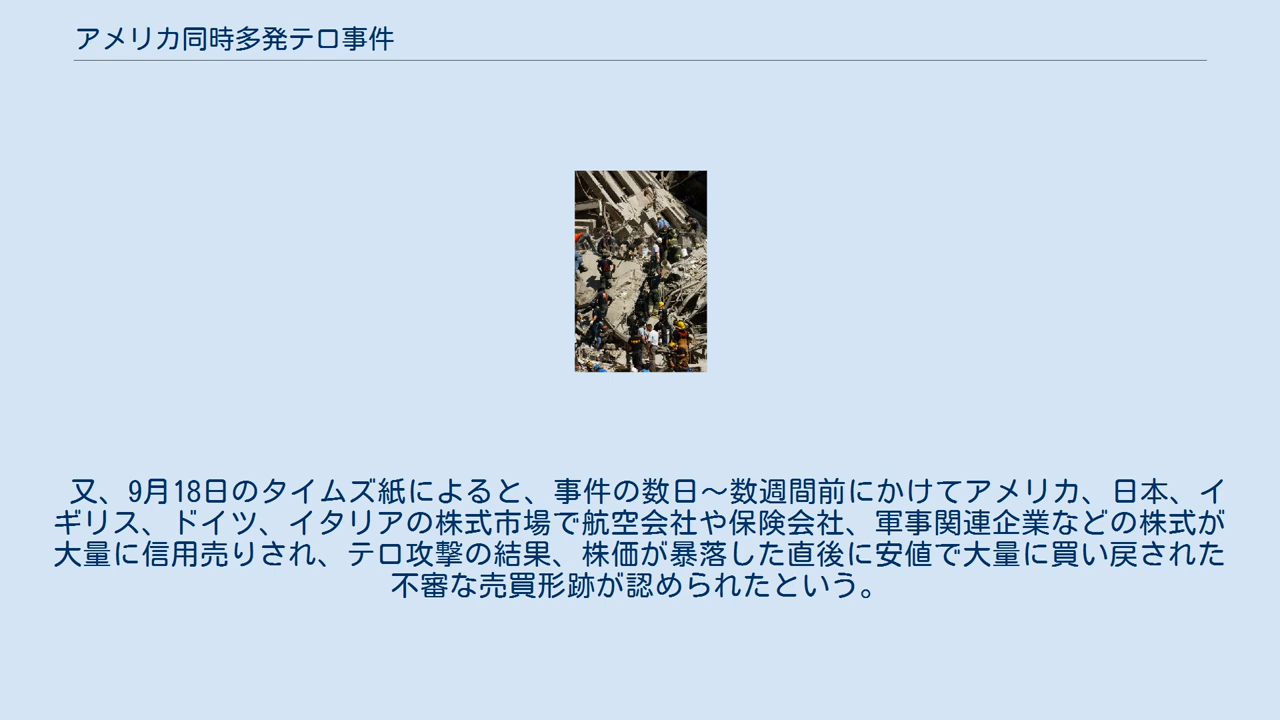 アメリカ同時多発テロ事件
又、9月18日のタイムズ紙によると、事件の数日～数週間前にかけてアメリカ、日本、イ
ギリス、ドイツ、イタリアの株式市場で航空会社や保険会社、軍事関連企業などの株式が
大量に信用売りされ、テロ攻撃の結果、株価が暴落した直後に安値で大量に買い戻された
不審な売買形跡が認められたという。